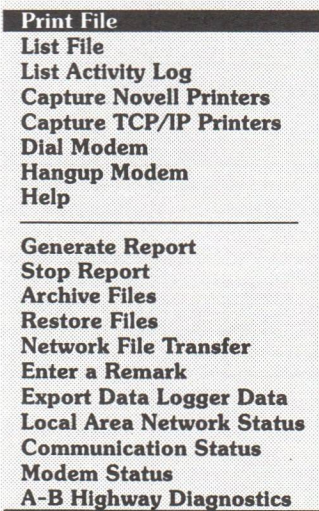 Print File
List File
List Activity Log
Capture Novell Printers
Capture TCP/IP Printers
Dial Modem
Hangup Modem
Help
Generate Report
Stop Report
Archive Files
Restore Files
Network File Transfer
Enter a Remark
Export Data Logger Data
Local Area Network Status
Communication Status
Modem Status
A-B Highway Diagnostics